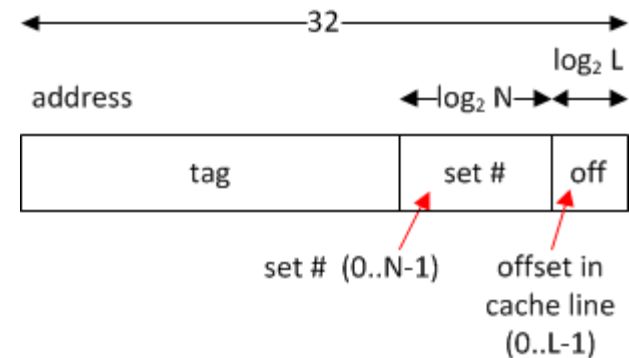 32
log₂ L
address
log₂ N
tag
set #
off
set # (0..N-1)
offset in
cache line
(0..L-1)